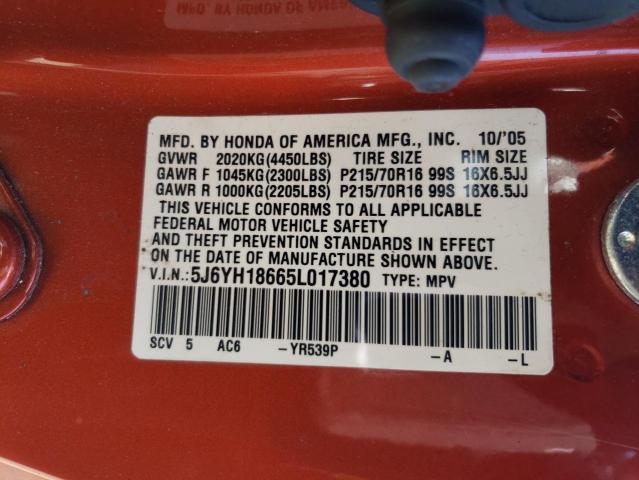 MFD. BY HONDA OF AMERICA MFG., INC. 10/'05
GVWR 2020KG(4450LBS) TIRE SIZE RIM SIZE
GAWR F 1045KG(2300LBS) P215/70R16 99S 16X6.5JJ
GAWR R 1000KG(2205LBS) P215/70R16 99S 16X6.5JJ
THIS VEHICLE CONFORMS TO ALL APPLICABLE
FEDERAL MOTOR VEHICLE SAFETY
AND THEFT PREVENTION STANDARDS IN EFFECT
ON THE DATE OF MANUFACTURE SHOWN ABOVE.
V.I.N.: 5J6YH18665L017380 TYPE: MPV
SCV 5 AC6 -YR539P -A -L